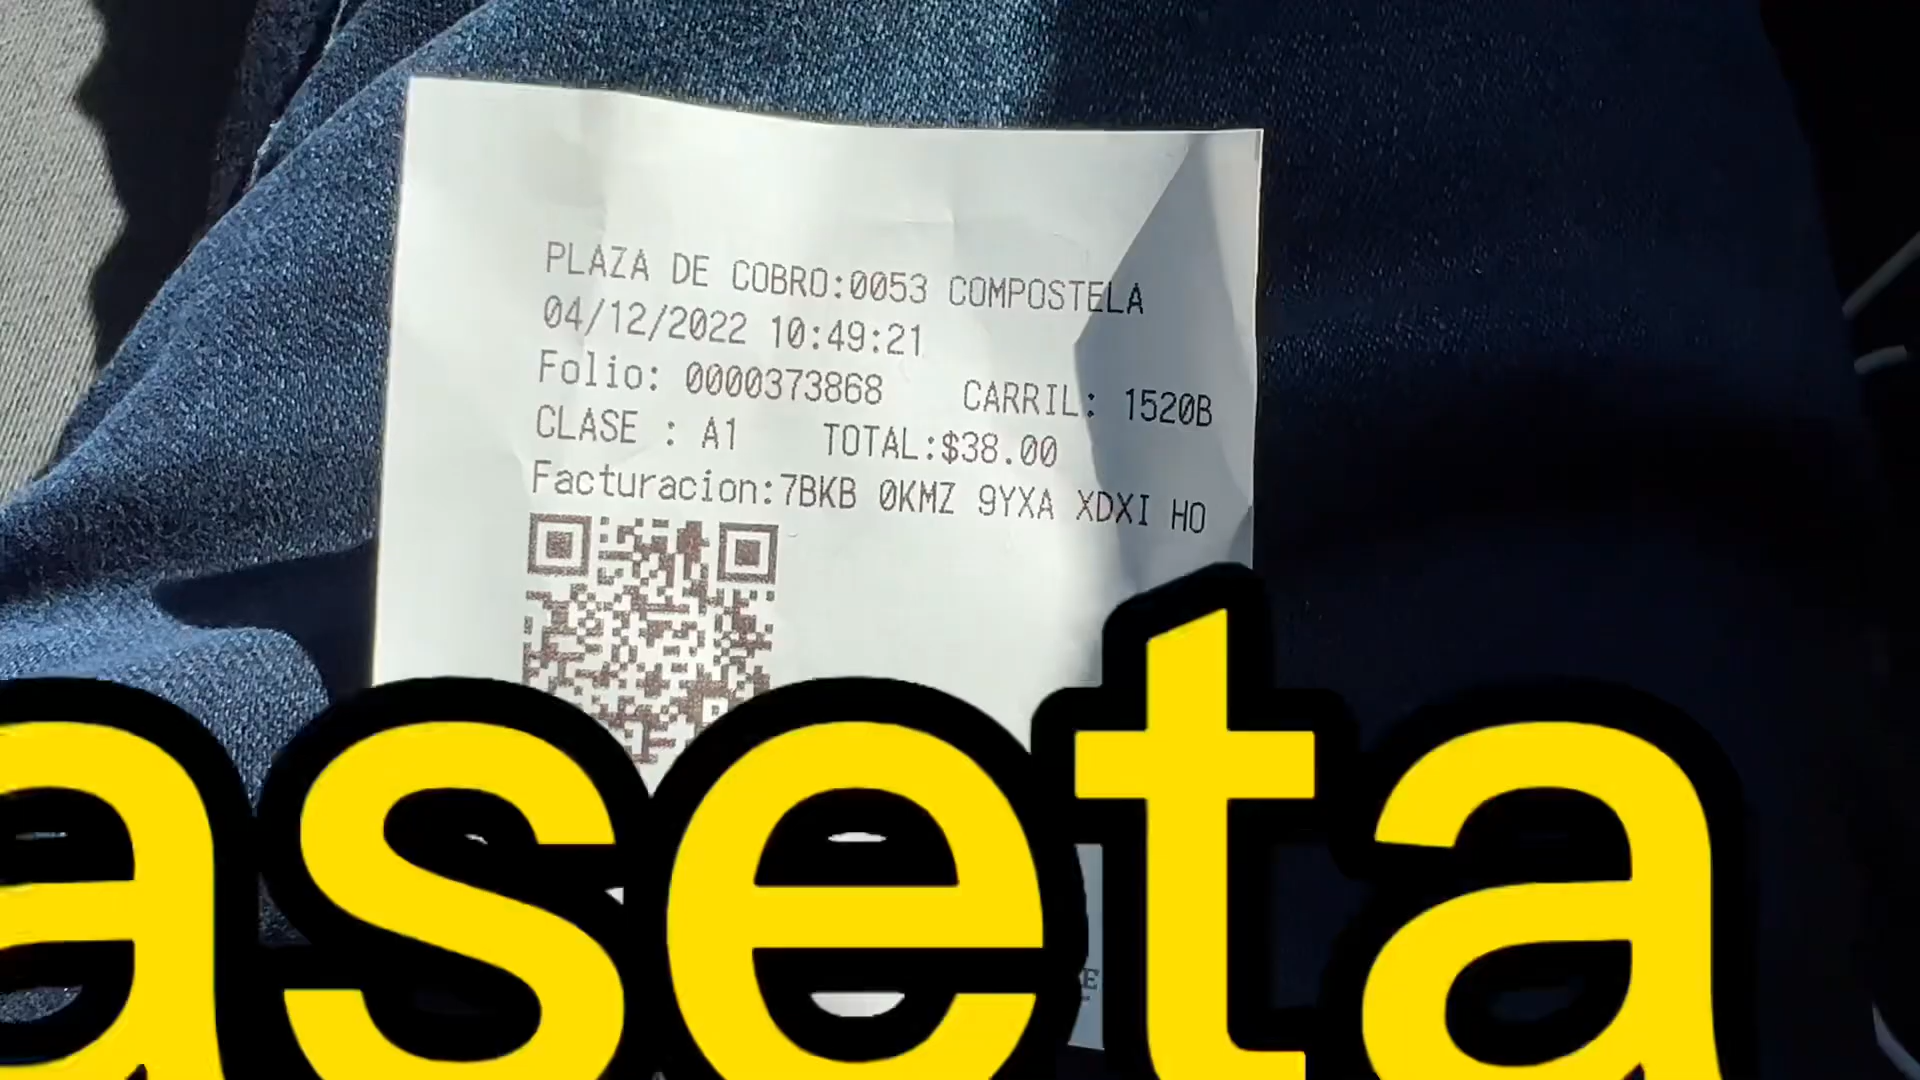 PLAZA DE COBRO:0053 COMPOSTELA
04/12/2022 10:49:21
Folio: 0000373868 CARRIL: 1520B
CLASE : A1 TOTAL:$38.00
Facturacion:7BKB 0KMZ 9YXA XDXI HO
aseta